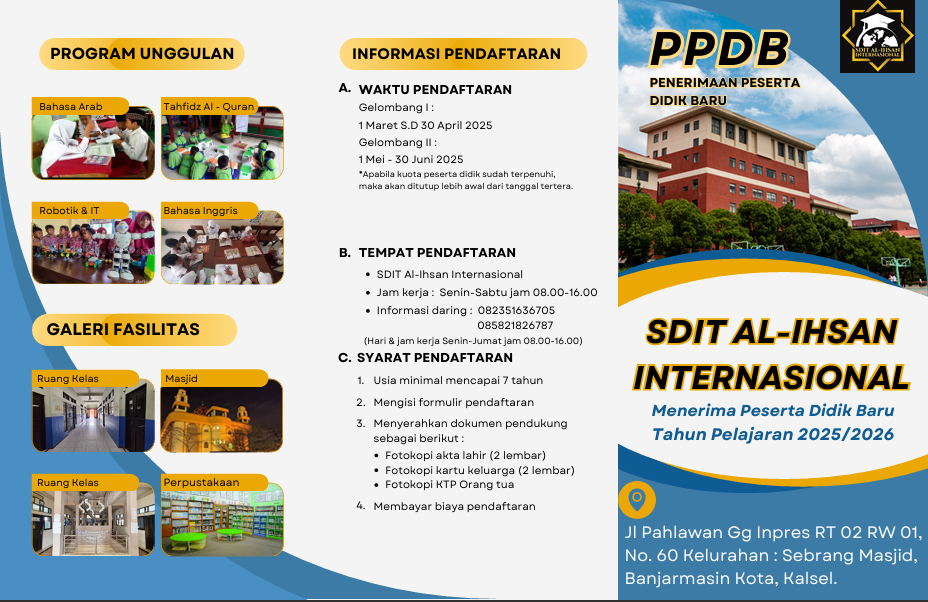 PROGRAM UNGGULAN
Bahasa Arab
Tahfidz Al - Quran
Robotik & IT
Bahasa Inggris
GALERI FASILITAS
Ruang Kelas
Masjid
Ruang Kelas
Perpustakaan
INFORMASI PENDAFTARAN
A. WAKTU PENDAFTARAN
Gelombang I :
1 Maret S.D 30 April 2025
Gelombang II :
1 Mei - 30 Juni 2025
*Apabila kuota peserta didik sudah terpenuhi,
maka akan ditutup lebih awal dari tanggal tertera.
B. TEMPAT PENDAFTARAN
• SDIT Al-Ihsan Internasional
• Jam kerja : Senin-Sabtu jam 08.00-16.00
• Informasi daring : 082351636705
085821826787
(Hari & jam kerja Senin-Jumat jam 08.00-16.00)
C. SYARAT PENDAFTARAN
1. Usia minimal mencapai 7 tahun
2. Mengisi formulir pendaftaran
3. Menyerahkan dokumen pendukung
sebagai berikut :
• Fotokopi akta lahir (2 lembar)
• Fotokopi kartu keluarga (2 lembar)
• Fotokopi KTP Orang tua
4. Membayar biaya pendaftaran
PPDB
PENERIMAAN PESERTA
DIDIK BARU
SDIT AL-IHSAN
INTERNASIONAL
SDIT AL-IHSAN
INTERNASIONAL
Menerima Peserta Didik Baru
Tahun Pelajaran 2025/2026
Jl Pahlawan Gg Inpres RT 02 RW 01,
No. 60 Kelurahan : Sebrang Masjid,
Banjarmasin Kota, Kalsel.